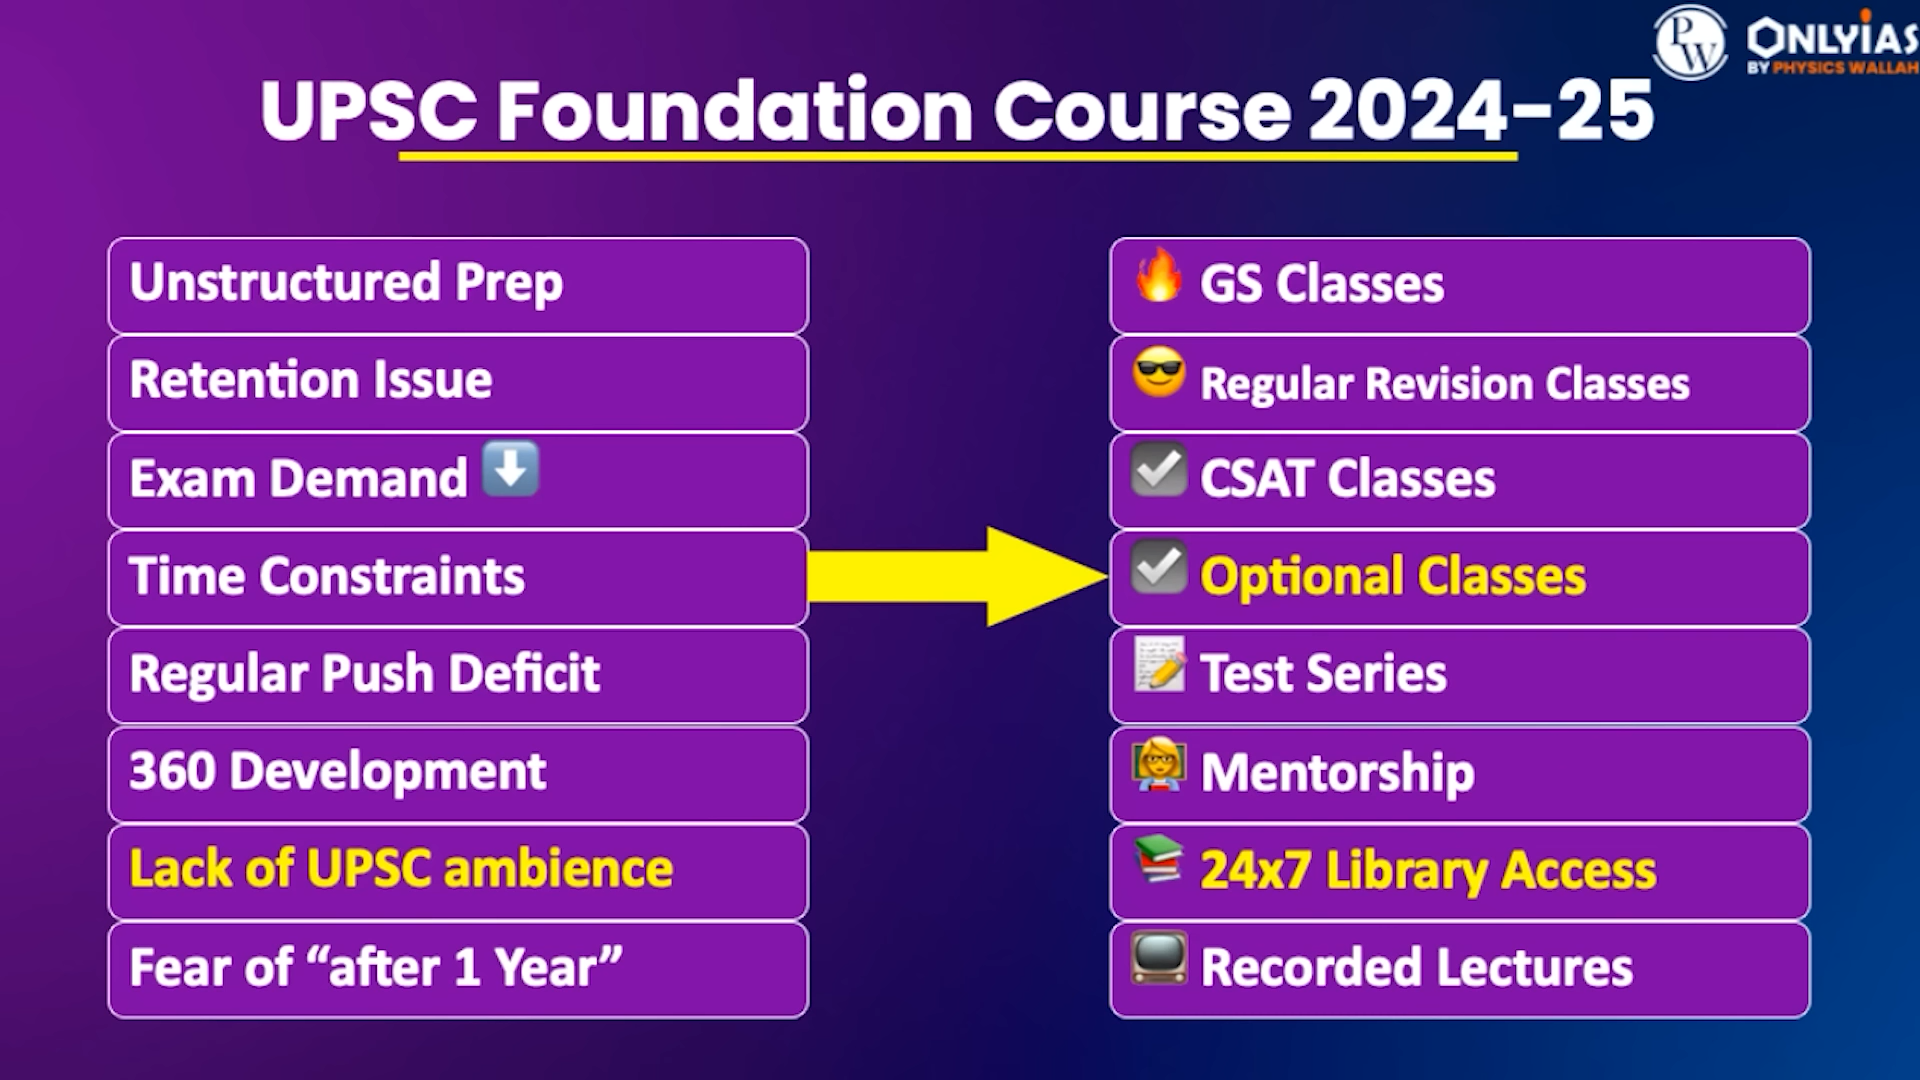 PW
ONLYIAS
BY PHYSICS WALLAH
UPSC Foundation Course 2024-25
Unstructured Prep
Retention Issue
Exam Demand ⬇️
Time Constraints
Regular Push Deficit
360 Development
Lack of UPSC ambience
Fear of “after 1 Year”
🔥 GS Classes
😎 Regular Revision Classes
☑️ CSAT Classes
☑️ Optional Classes
📝 Test Series
👩‍🏫 Mentorship
📚 24x7 Library Access
📺 Recorded Lectures